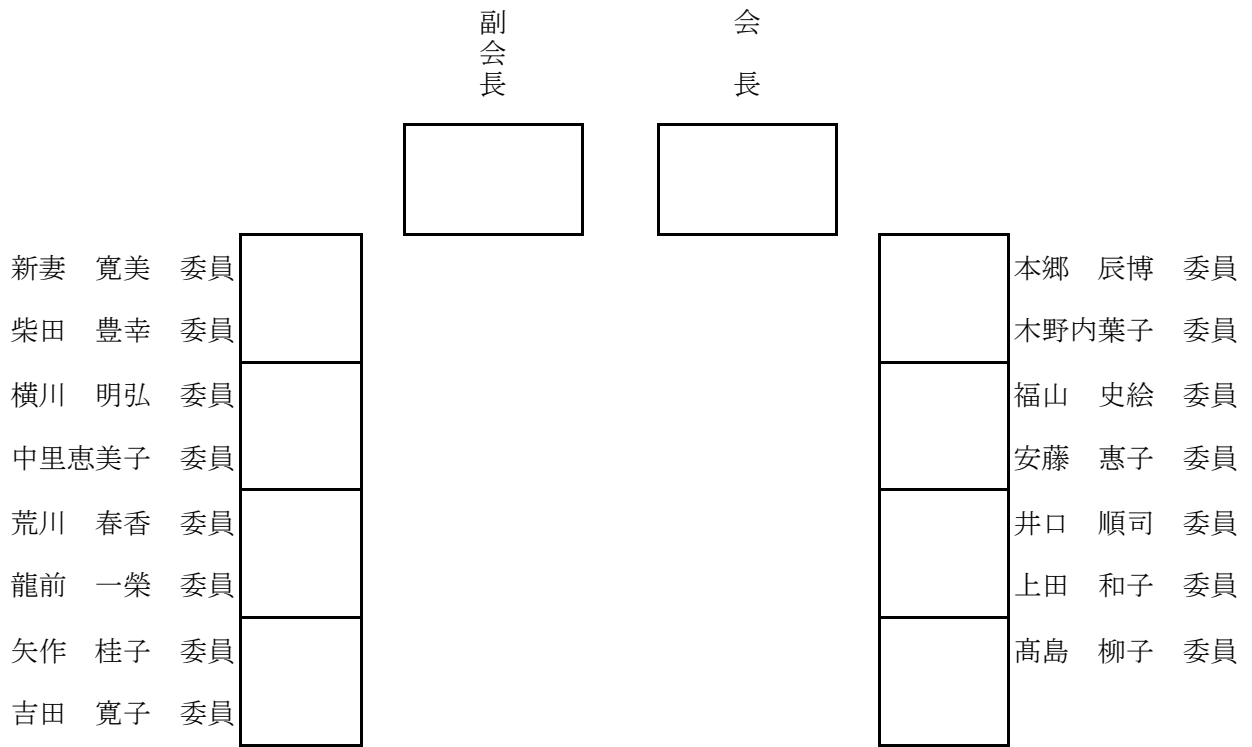 副会長
会　長
新妻　寛美　委員
柴田　豊幸　委員
横川　明弘　委員
中里恵美子　委員
荒川　春香　委員
龍前　一榮　委員
矢作　桂子　委員
吉田　寛子　委員
本郷　辰博　委員
木野内葉子　委員
福山　史絵　委員
安藤　惠子　委員
井口　順司　委員
上田　和子　委員
髙島　柳子　委員